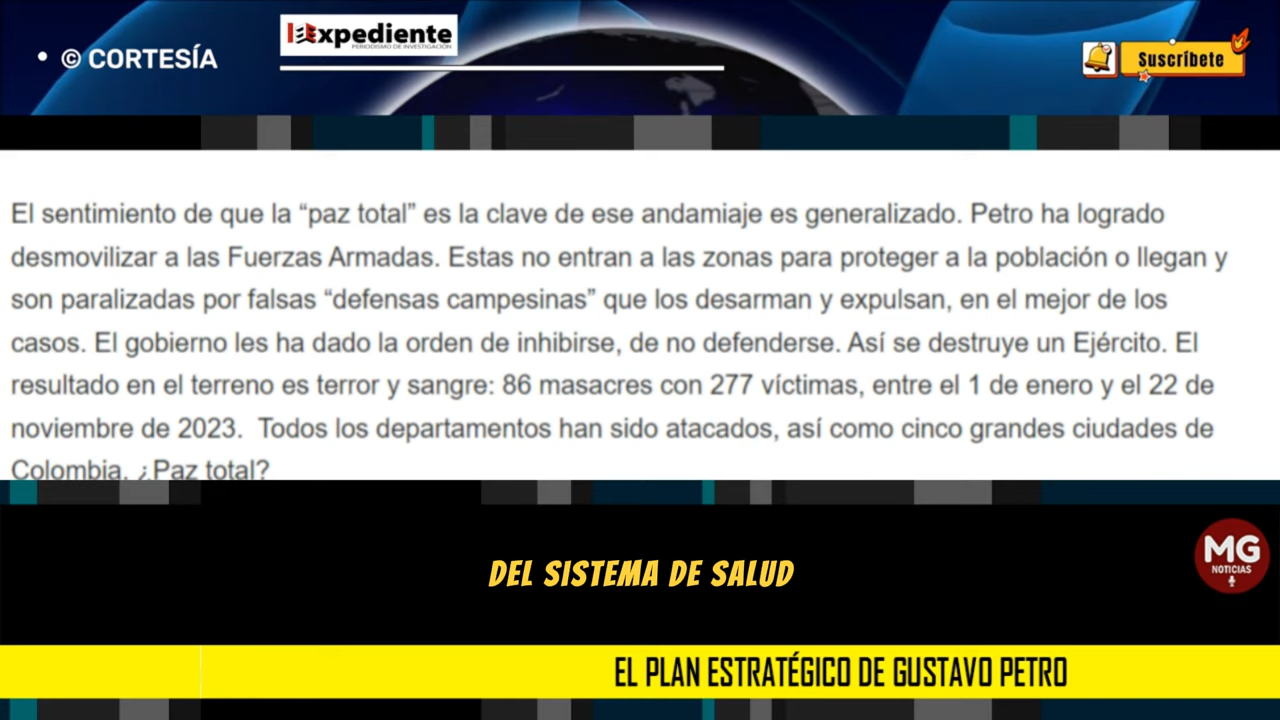 • © CORTESÍA
Expediente
PERIODISMO DE INVESTIGACIÓN
Suscríbete
El sentimiento de que la “paz total” es la clave de ese andamiaje es generalizado. Petro ha logrado
desmovilizar a las Fuerzas Armadas. Estas no entran a las zonas para proteger a la población o llegan y
son paralizadas por falsas “defensas campesinas” que los desarman y expulsan, en el mejor de los
casos. El gobierno les ha dado la orden de inhibirse, de no defenderse. Así se destruye un Ejército. El
resultado en el terreno es terror y sangre: 86 masacres con 277 víctimas, entre el 1 de enero y el 22 de
noviembre de 2023.  Todos los departamentos han sido atacados, así como cinco grandes ciudades de
Colombia. ¿Paz total?
DEL SISTEMA DE SALUD
MG
NOTICIAS
EL PLAN ESTRATÉGICO DE GUSTAVO PETRO